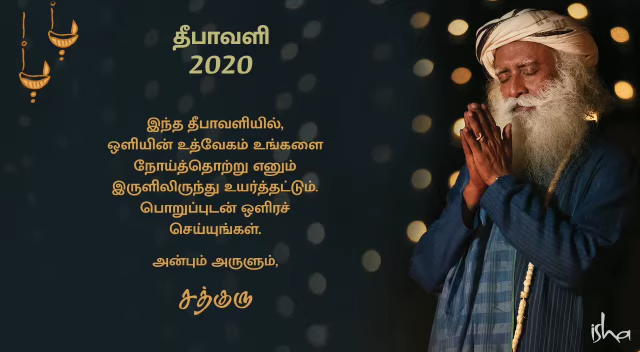 தீபாவளி
2020
இந்த தீபாவளியில்,
ஒளியின் உத்வேகம் உங்களை
நோய்த்தொற்று எனும்
இருளிலிருந்து உயர்த்தட்டும்.
பொறுப்புடன் ஒளிரச்
செய்யுங்கள்.
அன்பும் அருளும்,
சத்குரு
isha